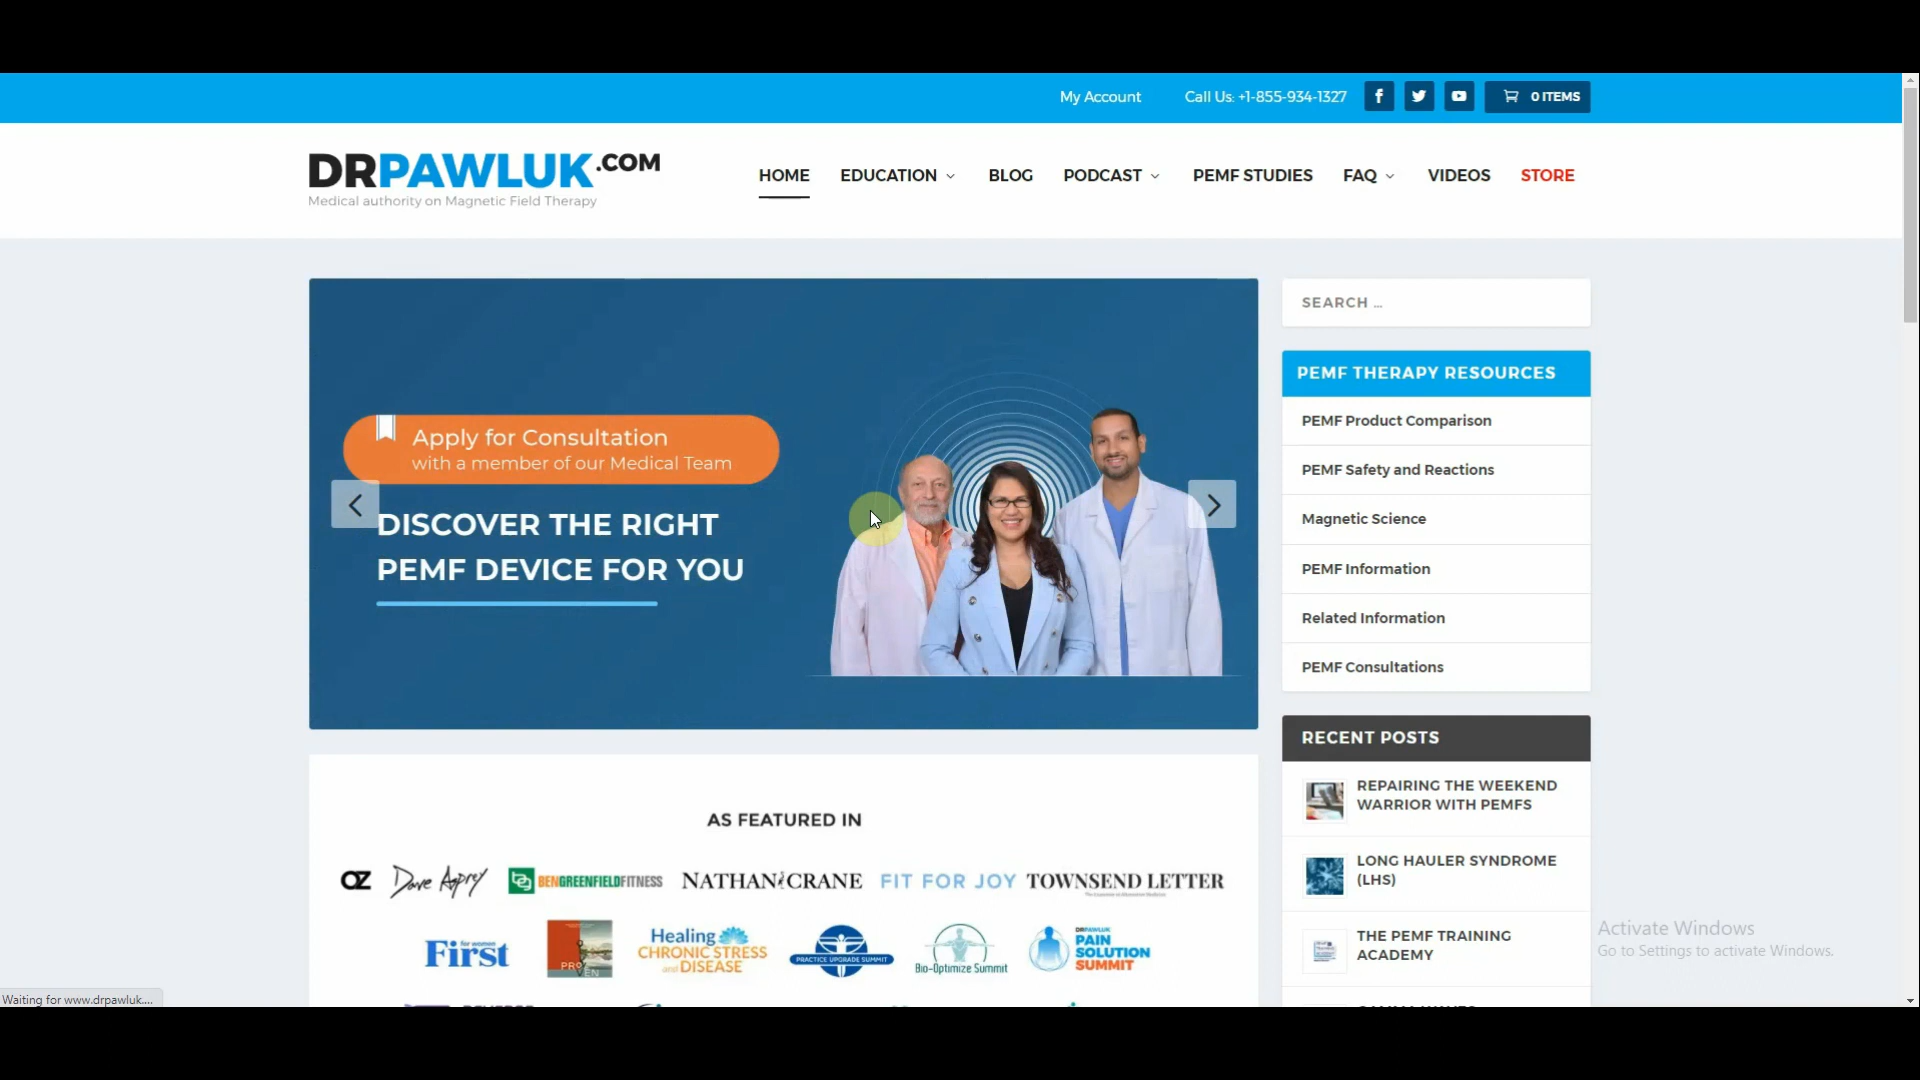 My Account
Call Us: +1-855-934-1327
0 ITEMS
DRPAWLUK.COM
Medical authority on Magnetic Field Therapy
HOME
EDUCATION
BLOG
PODCAST
PEMF STUDIES
FAQ
VIDEOS
STORE
Apply for Consultation
with a member of our Medical Team
DISCOVER THE RIGHT
PEMF DEVICE FOR YOU
SEARCH ...
PEMF THERAPY RESOURCES
PEMF Product Comparison
PEMF Safety and Reactions
Magnetic Science
PEMF Information
Related Information
PEMF Consultations
RECENT POSTS
REPAIRING THE WEEKEND
WARRIOR WITH PEMFS
LONG HAULER SYNDROME
(LHS)
THE PEMF TRAINING
ACADEMY
AS FEATURED IN
OZ
Dave Asprey
BENGREENFIELDFITNESS
NATHAN CRANE
FIT FOR JOY
TOWNSEND LETTER
First
FOR WOMEN
PROVEN
Healing
CHRONIC STRESS
and DISEASE
PRACTICE UPGRADE SUMMIT
Bio-Optimize Summit
DRPAWLUK
PAIN
SOLUTION
SUMMIT
Activate Windows
Go to Settings to activate Windows.
Waiting for www.drpawluk....